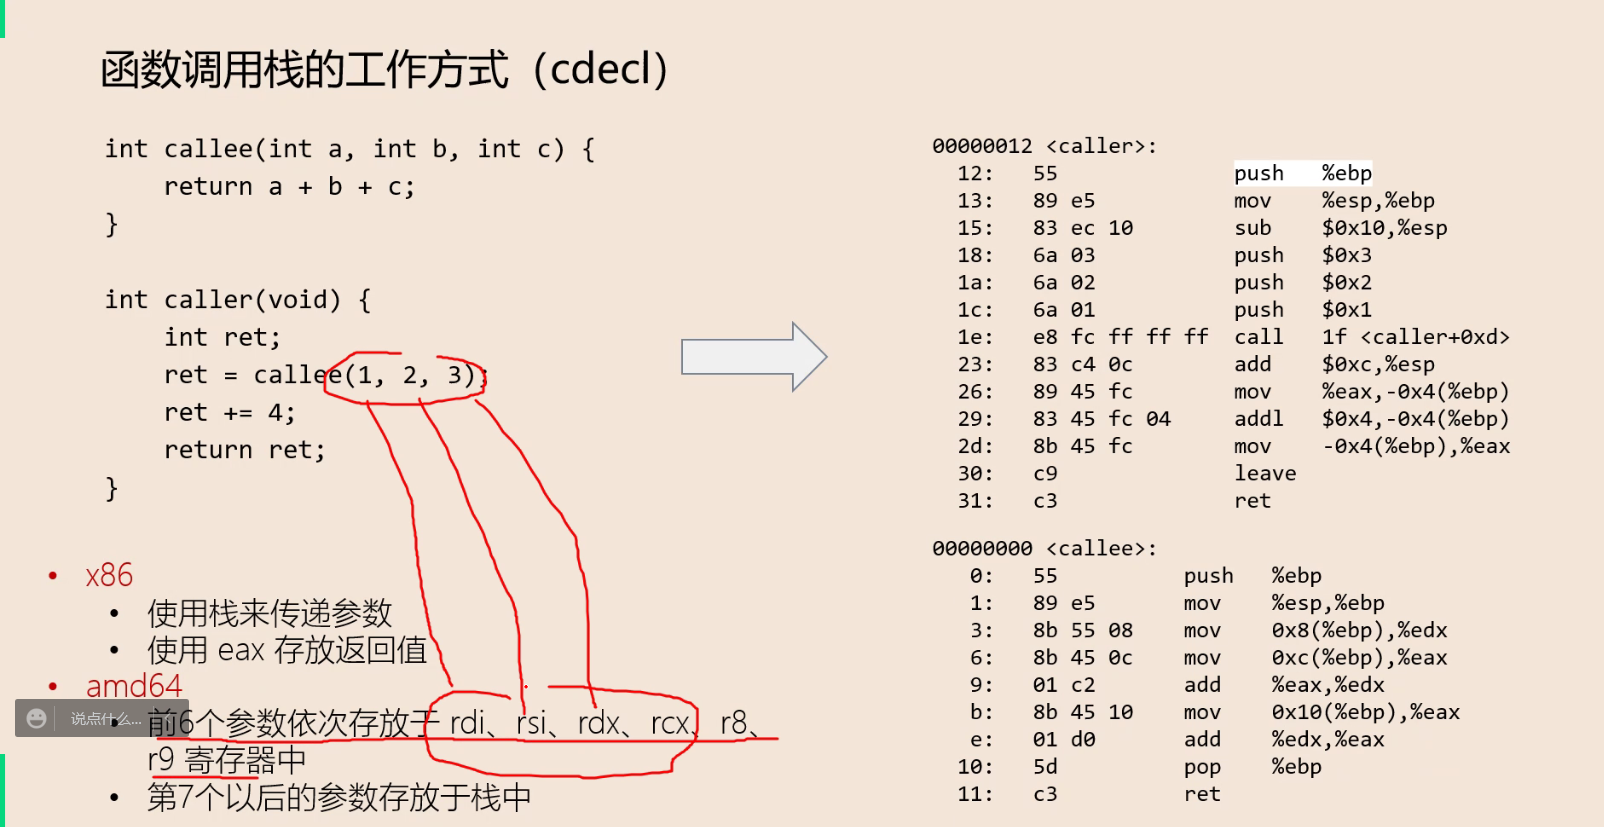 函数调用栈的工作方式（cdecl）
int callee(int a, int b, int c) {
return a + b + c;
}
int caller(void) {
int ret;
ret = callee(1, 2, 3);
ret += 4;
return ret;
}
• x86
• 使用栈来传递参数
• 使用 eax 存放返回值
• amd64
• 前6个参数依次存放于 rdi、rsi、rdx、rcx、r8、
r9 寄存器中
• 第7个以后的参数存放于栈中
说点什么...
00000012 <caller>:
12: 55 push %ebp
13: 89 e5 mov %esp,%ebp
15: 83 ec 10 sub $0x10,%esp
18: 6a 03 push $0x3
1a: 6a 02 push $0x2
1c: 6a 01 push $0x1
1e: e8 fc ff ff ff call 1f <caller+0xd>
23: 83 c4 0c add $0xc,%esp
26: 89 45 fc mov %eax,-0x4(%ebp)
29: 83 45 fc 04 addl $0x4,-0x4(%ebp)
2d: 8b 45 fc mov -0x4(%ebp),%eax
30: c9 leave
31: c3 ret
00000000 <callee>:
0: 55 push %ebp
1: 89 e5 mov %esp,%ebp
3: 8b 55 08 mov 0x8(%ebp),%edx
6: 8b 45 0c mov 0xc(%ebp),%eax
9: 01 c2 add %eax,%edx
b: 8b 45 10 mov 0x10(%ebp),%eax
e: 01 d0 add %edx,%eax
10: 5d pop %ebp
11: c3 ret